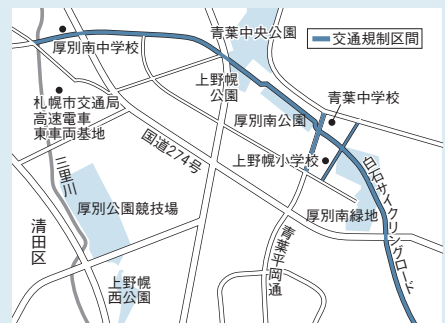 青葉中央公園
交通規制区間
厚別南中学校
上野幌
公園
青葉中学校
札幌市交通局
高速電車
東車両基地
厚別南公園
国道274号
上野幌小学校
三里川
白石サイクリングロード
厚別公園競技場
厚別南緑地
清田区
青葉平岡通
上野幌
西公園